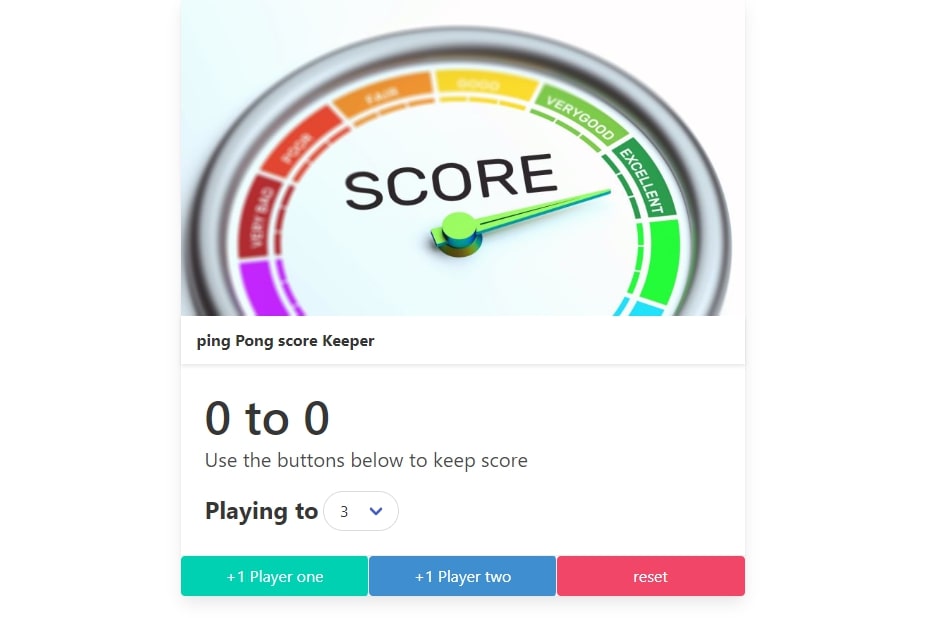 GOOD
FAIR
VERYGOOD
POOR
EXCELLENT
SCORE
VERY BAD
ping Pong score Keeper
0 to 0
Use the buttons below to keep score
Playing to 3
+1 Player one +1 Player two reset